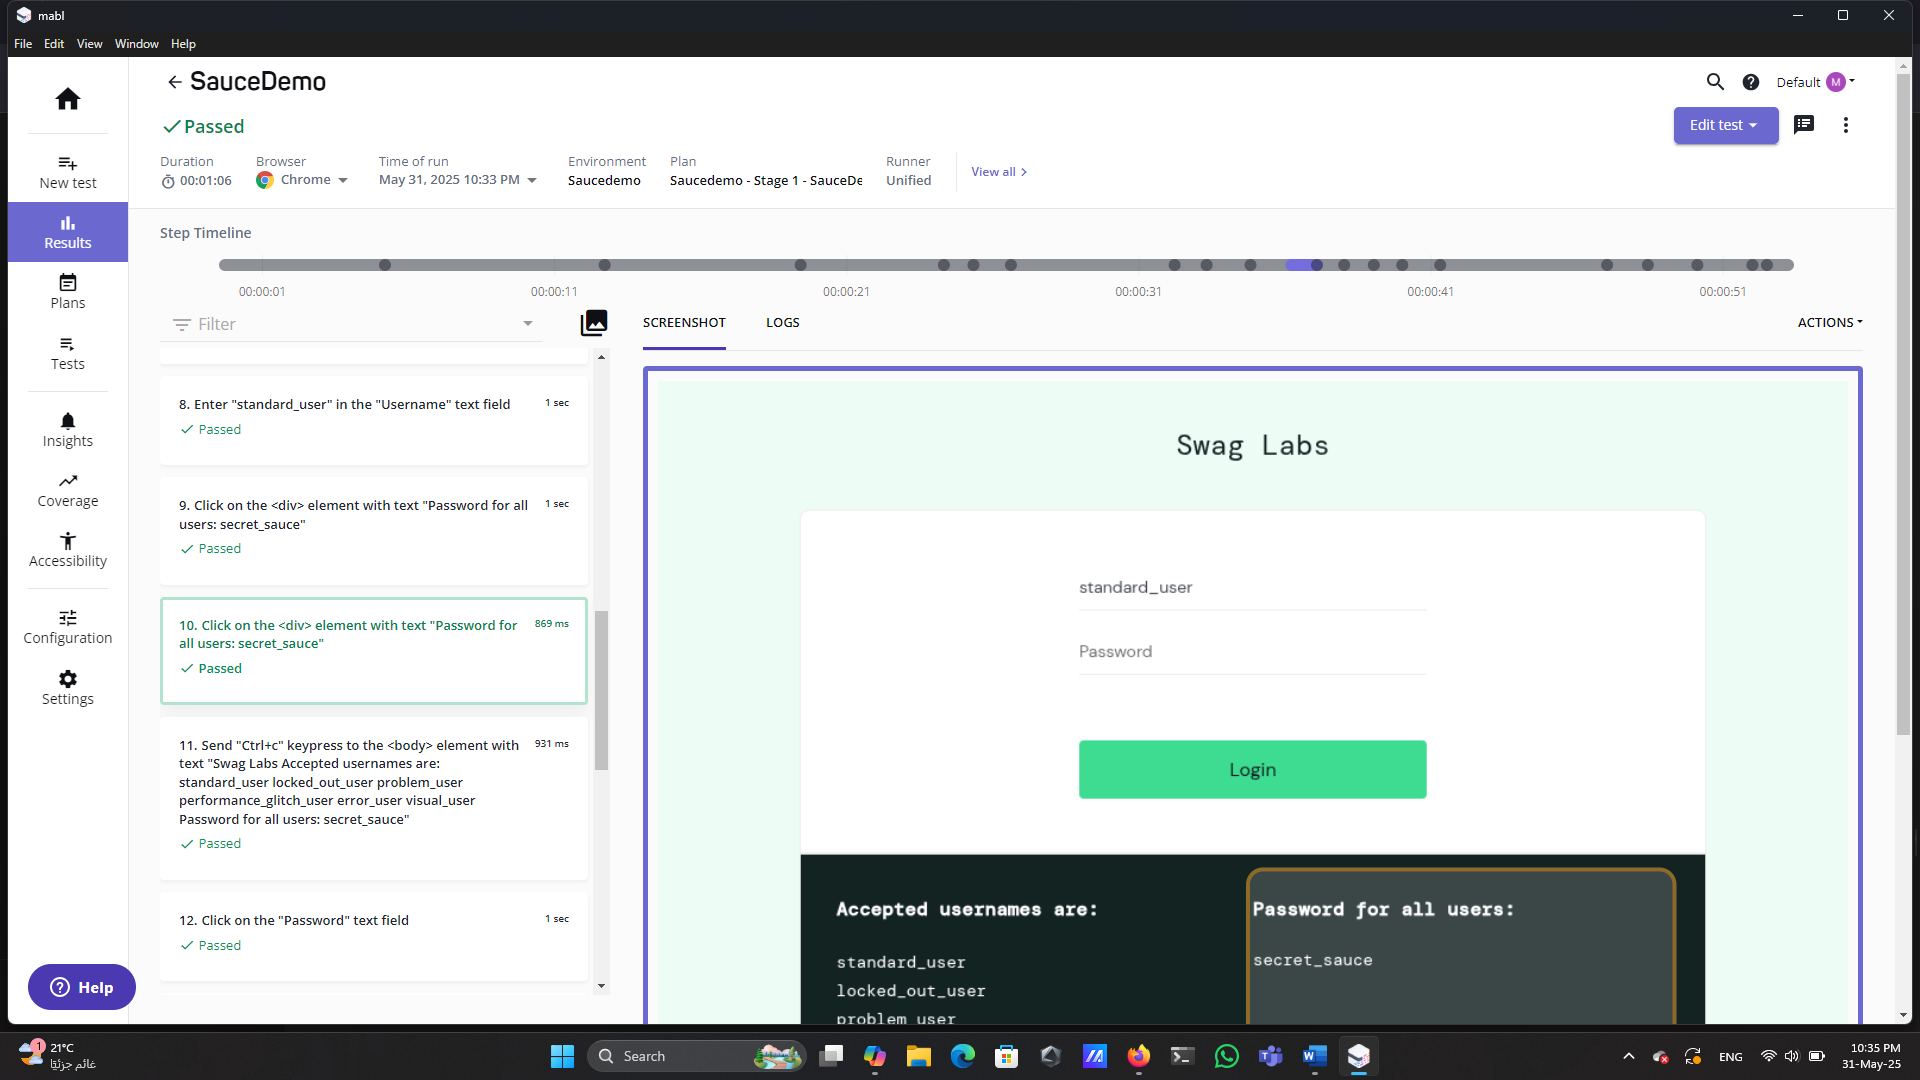 mabl
File Edit View Window Help
SauceDemo
Default M
Passed
Edit test
Duration
00:01:06
Browser
Chrome
Time of run
May 31, 2025 10:33 PM
Environment
Saucedemo
Plan
Saucedemo - Stage 1 - SauceDe
Runner
Unified
View all
New test
Results
Plans
Tests
Insights
Coverage
Accessibility
Configuration
Settings
Help
Step Timeline
00:00:01 00:00:11 00:00:21 00:00:31 00:00:41 00:00:51
Filter
SCREENSHOT LOGS ACTIONS
8. Enter "standard_user" in the "Username" text field 1 sec
Passed
9. Click on the <div> element with text "Password for all 1 sec
users: secret_sauce"
Passed
10. Click on the <div> element with text "Password for 869 ms
all users: secret_sauce"
Passed
11. Send "Ctrl+c" keypress to the <body> element with 931 ms
text "Swag Labs Accepted usernames are:
standard_user locked_out_user problem_user
performance_glitch_user error_user visual_user
Password for all users: secret_sauce"
Passed
12. Click on the "Password" text field 1 sec
Passed
Swag Labs
standard_user
Password
Login
Accepted usernames are:
standard_user
locked_out_user
problem_user
Password for all users:
secret_sauce
1
21°C
غائم جزئيًا
Search
ENG
10:35 PM
31-May-25